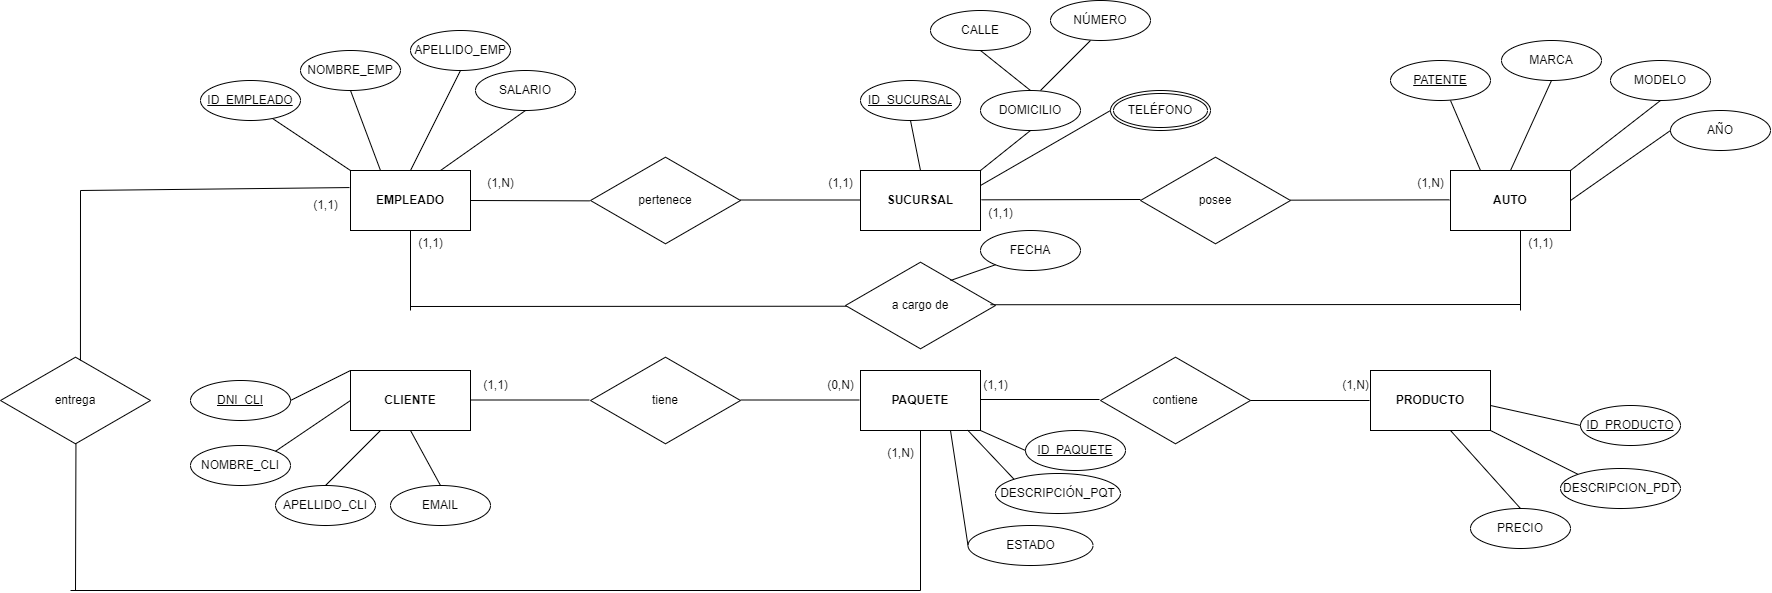 NÚMERO
CALLE
APELLIDO_EMP
NOMBRE_EMP
MARCA
PATENTE
MODELO
SALARIO
ID_EMPLEADO
ID_SUCURSAL
DOMICILIO
TELÉFONO
AÑO
(1,N)
(1,1)
(1,N)
EMPLEADO
pertenece
SUCURSAL
posee
AUTO
(1,1)
(1,1)
(1,1)
(1,1)
FECHA
a cargo de
(1,1)
(0,N)
(1,1)
(1,N)
entrega
DNI_CLI
CLIENTE
tiene
PAQUETE
contiene
PRODUCTO
ID_PRODUCTO
(1,N)
ID_PAQUETE
NOMBRE_CLI
DESCRIPCIÓN_PQT
DESCRIPCION_PDT
APELLIDO_CLI
EMAIL
PRECIO
ESTADO